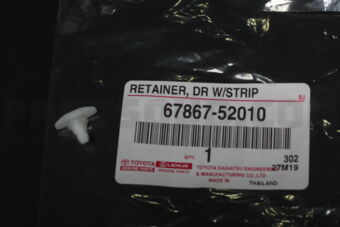 RETAINER, DR W/STRIP
BJ
67867-52010
1
302
27M19
TOYOTA
GENUINE PARTS
LEXUS
GENUINE PARTS
TOYOTA DAIHATSU ENGINEERING
& MANUFACTURING CO.,LTD.
MADE IN
THAILAND